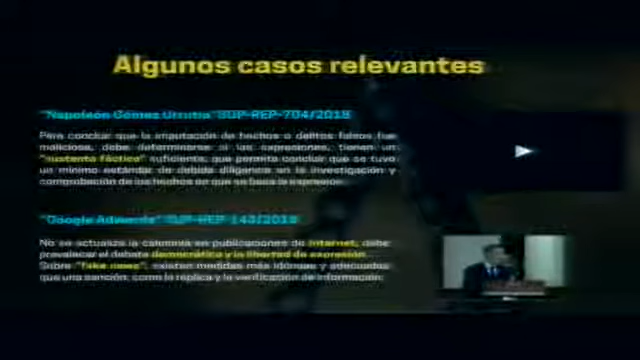 Algunos casos relevantes
"Napoleón Gómez Urrutia" SUP-REP-704/2018
Para concluir que la imputación de hechos o delitos falsos fue
maliciosa, debe determinarse si las expresiones, tienen un
"sustento fáctico" suficiente, que permita concluir que se tuvo
un mínimo estándar de debida diligencia en la investigación y
comprobación de los hechos en que se basa la expresión.
"Google Adwords" SUP-REP-143/2018
No se actualiza la calumnia en publicaciones de internet, debe
prevalecer el debate democrático y la libertad de expresión.
Sobre "fake news", existen medidas más idóneas y adecuadas
que una sanción, como la réplica y la verificación de información.